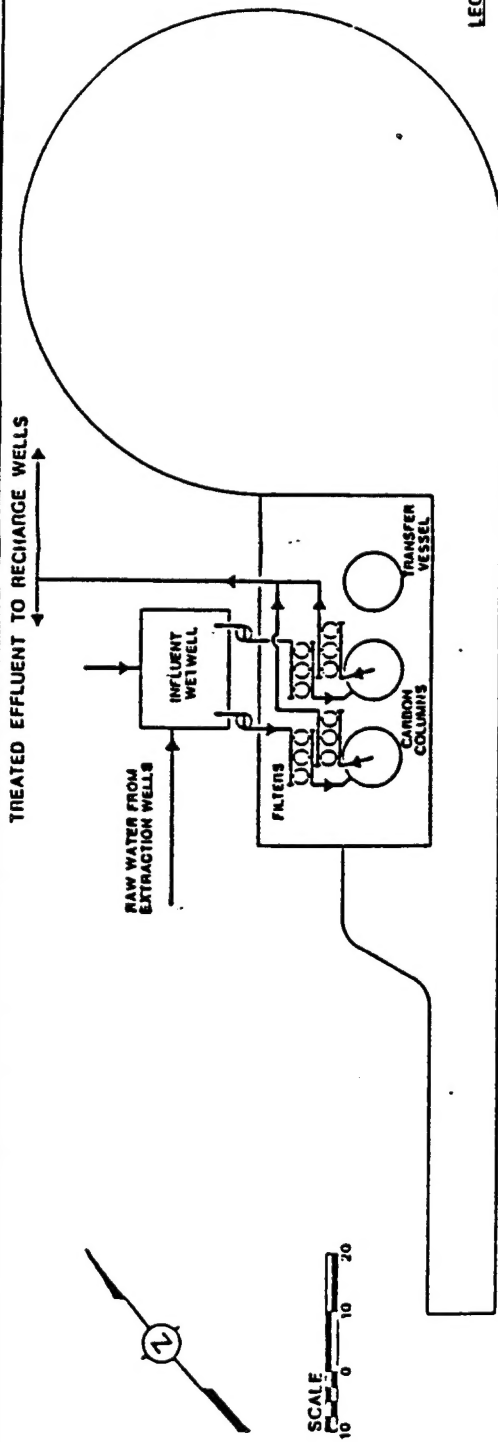 TREATED EFFLUENT TO RECHARGE WELLS
RAW WATER FROM
EXTRACTION WELLS
INFLUENT
WETWELL
FILTERS
CARBON
COLUMNS
TRANSFER
VESSEL
N
SCALE
10 0 10 20